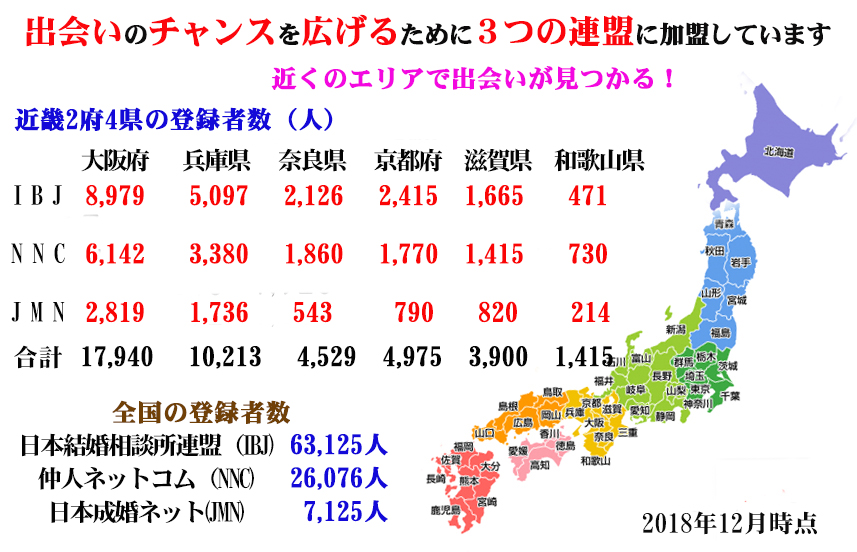 出会いのチャンスを広げるために３つの連盟に加盟しています
近くのエリアで出会いが見つかる！
近畿2府4県の登録者数（人）
大阪府 兵庫県 奈良県 京都府 滋賀県 和歌山県
ＩＢＪ 8,979 5,097 2,126 2,415 1,665 471
ＮＮＣ 6,142 3,380 1,860 1,770 1,415 730
ＪＭＮ 2,819 1,736 543 790 820 214
合計 17,940 10,213 4,529 4,975 3,900 1,415
全国の登録者数
日本結婚相談所連盟（IBJ） 63,125人
仲人ネットコム（NNC） 26,076人
日本成婚ネット(JMN) 7,125人
北海道
青森
秋田
岩手
山形
宮城
福島
新潟
富山
群馬
栃木
茨城
石川
長野
埼玉
福井
岐阜
山梨
東京
千葉
神奈川
愛知
静岡
鳥取
島根
岡山
兵庫
京都
滋賀
広島
大阪
山口
香川
徳島
奈良
三重
愛媛
高知
和歌山
福岡
佐賀
大分
長崎
熊本
宮崎
鹿児島
2018年12月時点